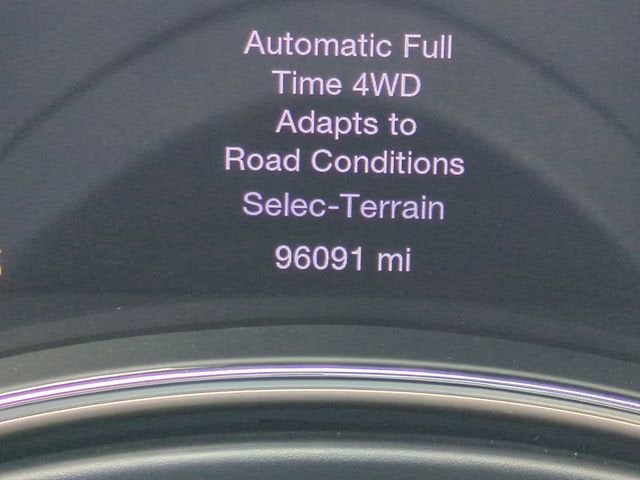 Automatic Full
Time 4WD
Adapts to
Road Conditions
Selec-Terrain
96091 mi